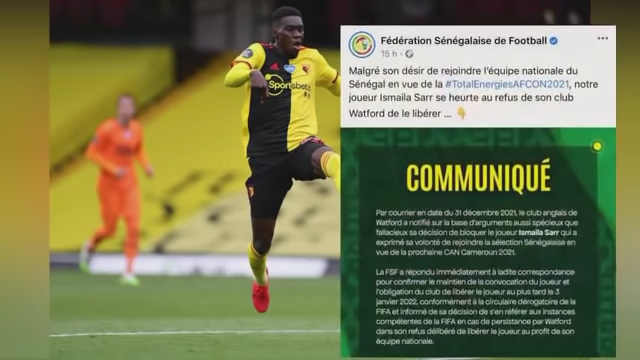 Fédération Sénégalaise de Football
15 h
Malgré son désir de rejoindre l'équipe nationale du
Sénégal en vue de la #TotalEnergiesAFCON2021, notre
joueur Ismaila Sarr se heurte au refus de son club
Watford de le libérer ... 👇
COMMUNIQUÉ
Par courrier en date du 31 décembre 2021, le club anglais de
Watford a notifié sur la base d'arguments aussi spécieux que
fallacieux sa décision de bloquer le joueur Ismaila Sarr qui a
exprimé sa volonté de rejoindre la sélection Sénégalaise en
vue de la prochaine CAN Cameroun 2021.
La FSF a répondu immédiatement à ladite correspondance
pour confirmer le maintien de la convocation du joueur et
l'obligation du club de libérer le joueur au plus tard le 3
janvier 2022, conformément à la circulaire dérogatoire de la
FIFA et informé de sa décision de s'en référer aux instances
compétentes de la FIFA en cas de persistance par Watford
dans son refus délibéré de libérer le joueur au profit de son
équipe nationale.
Sportsbet